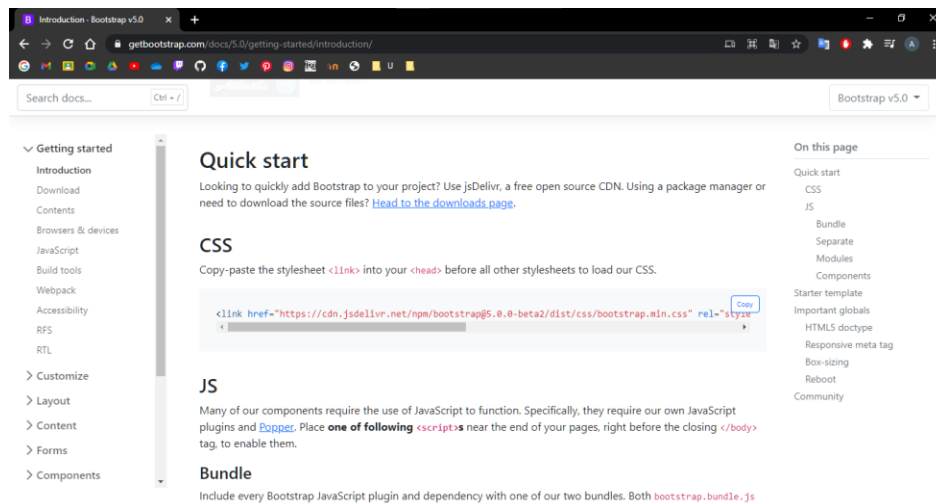 Introduction · Bootstrap v5.0
getbootstrap.com/docs/5.0/getting-started/introduction/
Search docs...
Ctrl + /
Bootstrap v5.0
Getting started
Introduction
Download
Contents
Browsers & devices
JavaScript
Build tools
Webpack
Accessibility
RFS
RTL
Customize
Layout
Content
Forms
Components
Quick start
Looking to quickly add Bootstrap to your project? Use jsDelivr, a free open source CDN. Using a package manager or
need to download the source files? Head to the downloads page.
CSS
Copy-paste the stylesheet <link> into your <head> before all other stylesheets to load our CSS.
Copy
<link href="https://cdn.jsdelivr.net/npm/bootstrap@5.0.0-beta2/dist/css/bootstrap.min.css" rel="style
JS
Many of our components require the use of JavaScript to function. Specifically, they require our own JavaScript
plugins and Popper. Place one of following <script>s near the end of your pages, right before the closing </body>
tag, to enable them.
Bundle
Include every Bootstrap JavaScript plugin and dependency with one of our two bundles. Both bootstrap.bundle.js
On this page
Quick start
CSS
JS
Bundle
Separate
Modules
Components
Starter template
Important globals
HTML5 doctype
Responsive meta tag
Box-sizing
Reboot
Community